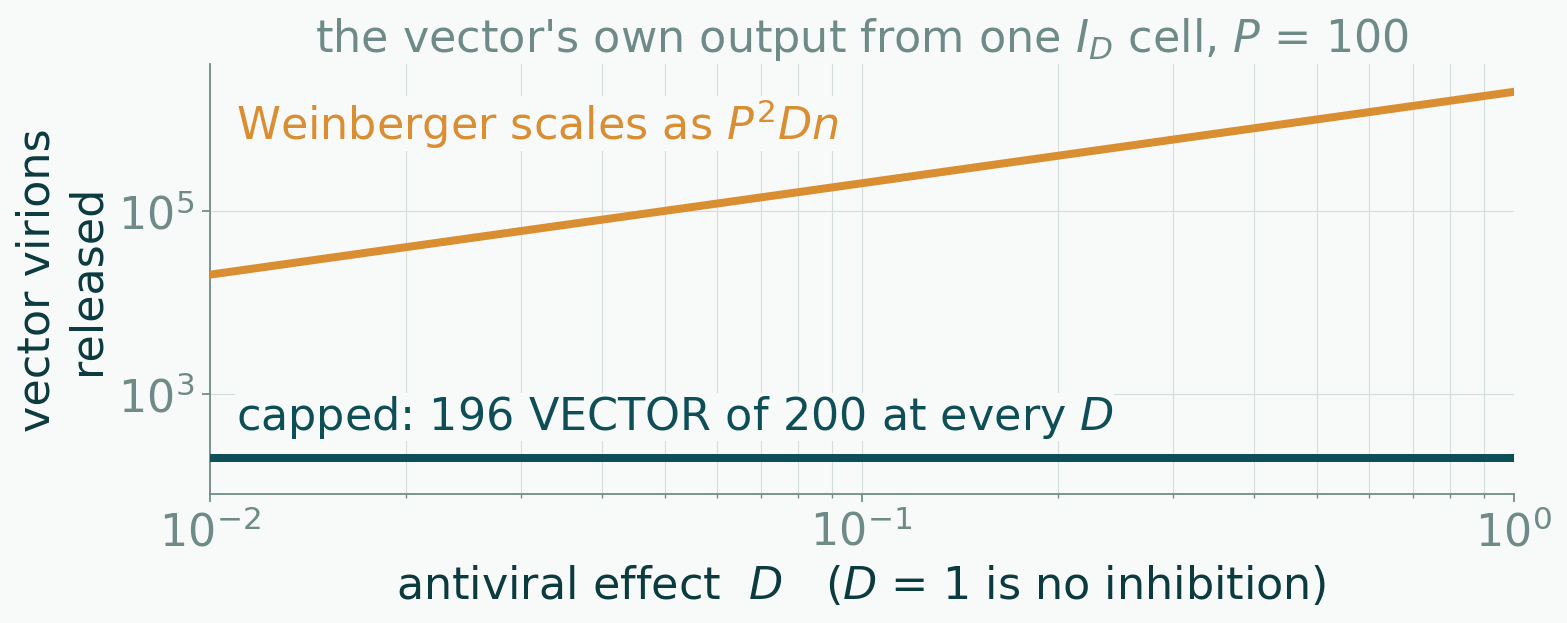 the vector's own output from one I_D cell, P = 100
Weinberger scales as P²Dn
vector virions
released
10⁵
10³
capped: 196 VECTOR of 200 at every D
10⁻²
10⁻¹
10⁰
antiviral effect D (D = 1 is no inhibition)